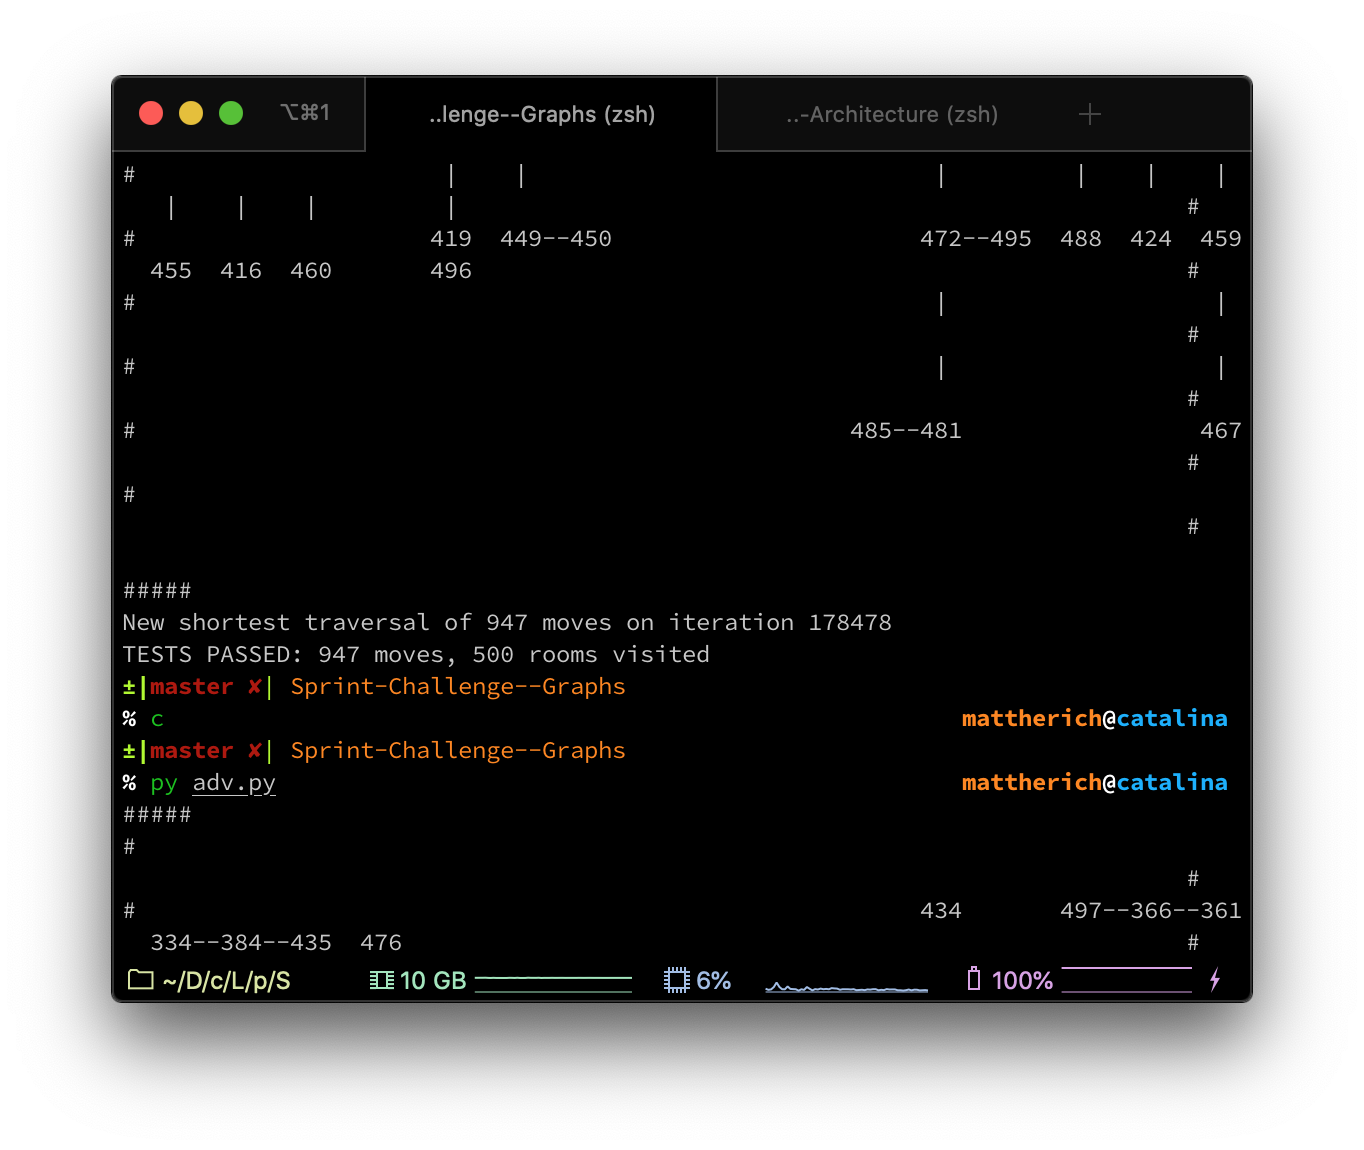 ⌥⌘1 ..lenge--Graphs (zsh) ..-Architecture (zsh) +
# | | | | | |
| | | | #
# 419 449--450 472--495 488 424 459
455 416 460 496 #
# | |
#
# | |
#
# 485--481 467
#
#
#
#####
New shortest traversal of 947 moves on iteration 178478
TESTS PASSED: 947 moves, 500 rooms visited
±|master ✘| Sprint-Challenge--Graphs
% c mattherich@catalina
±|master ✘| Sprint-Challenge--Graphs
% py adv.py mattherich@catalina
#####
#
#
# 434 497--366--361
334--384--435 476 #
~/D/c/L/p/S 10 GB 6% 100%